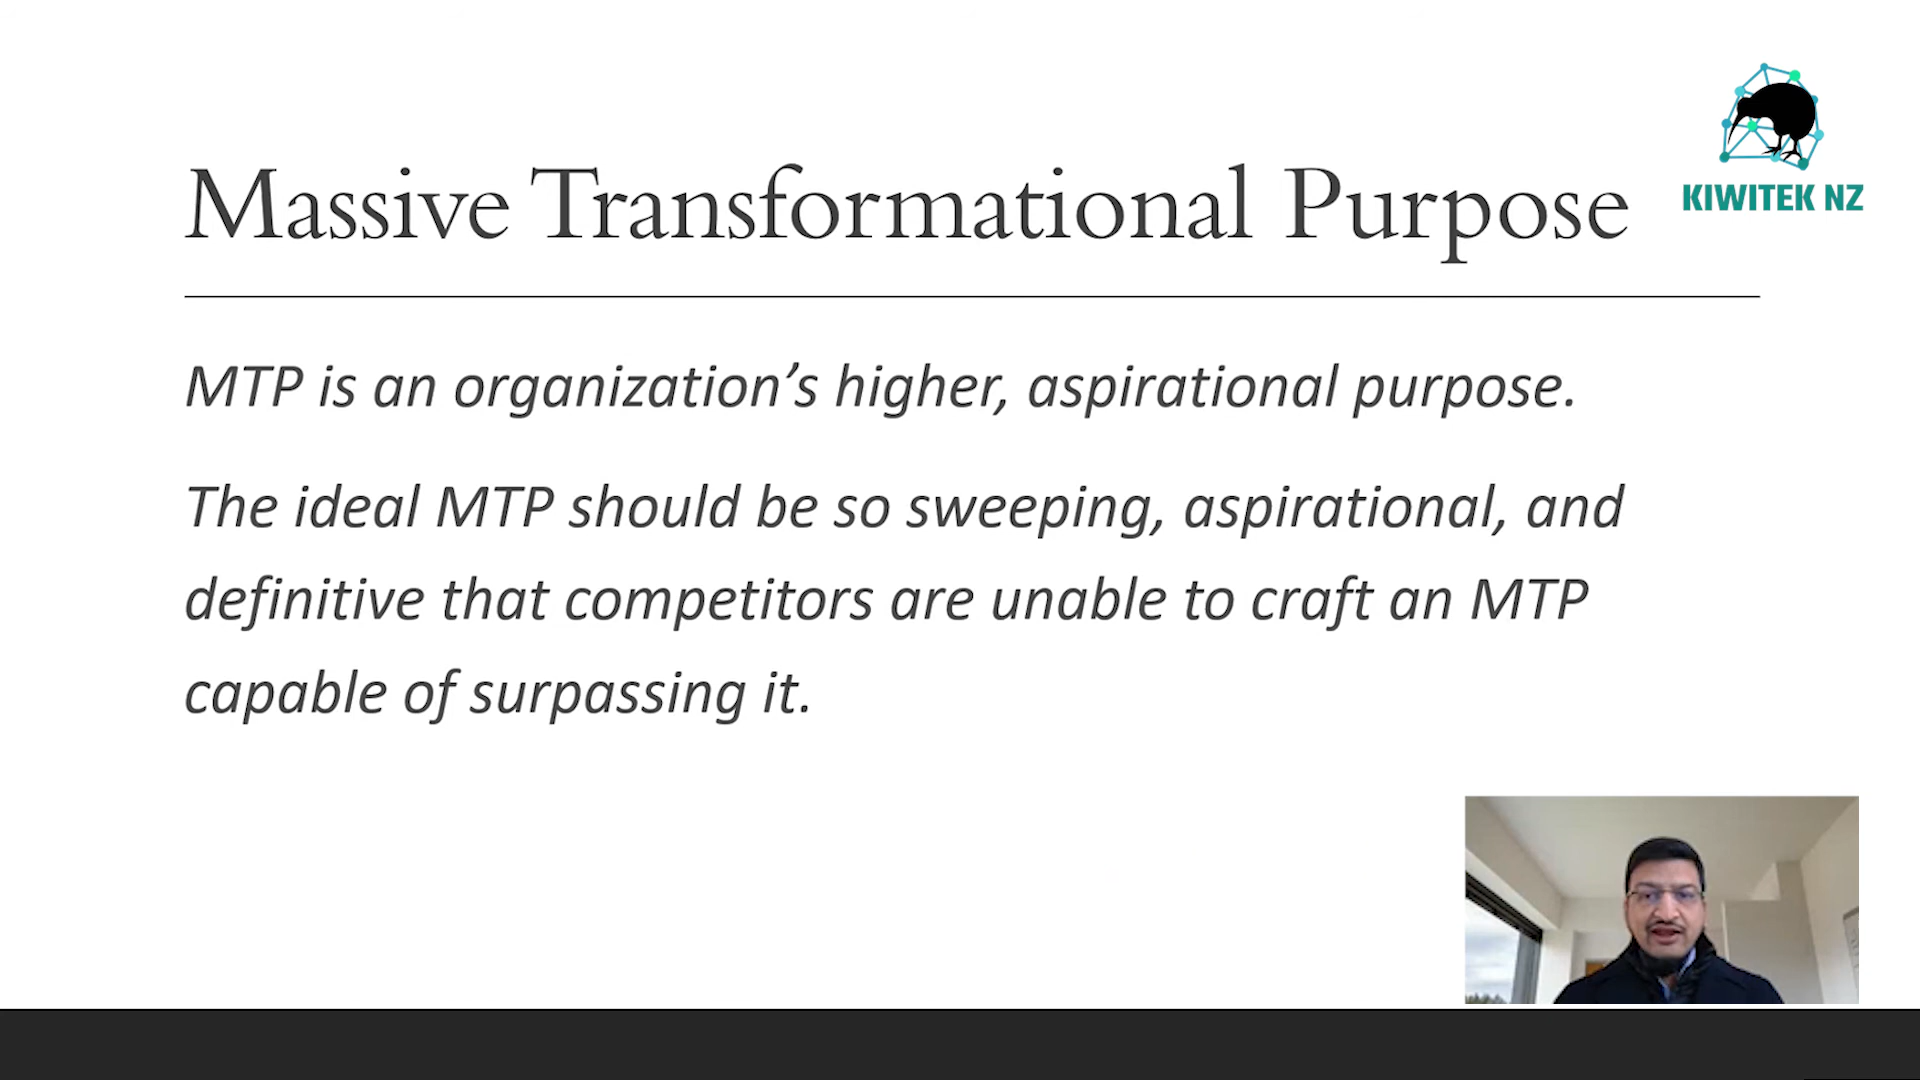 KIWITEK NZ
Massive Transformational Purpose
MTP is an organization’s higher, aspirational purpose.
The ideal MTP should be so sweeping, aspirational, and
definitive that competitors are unable to craft an MTP
capable of surpassing it.